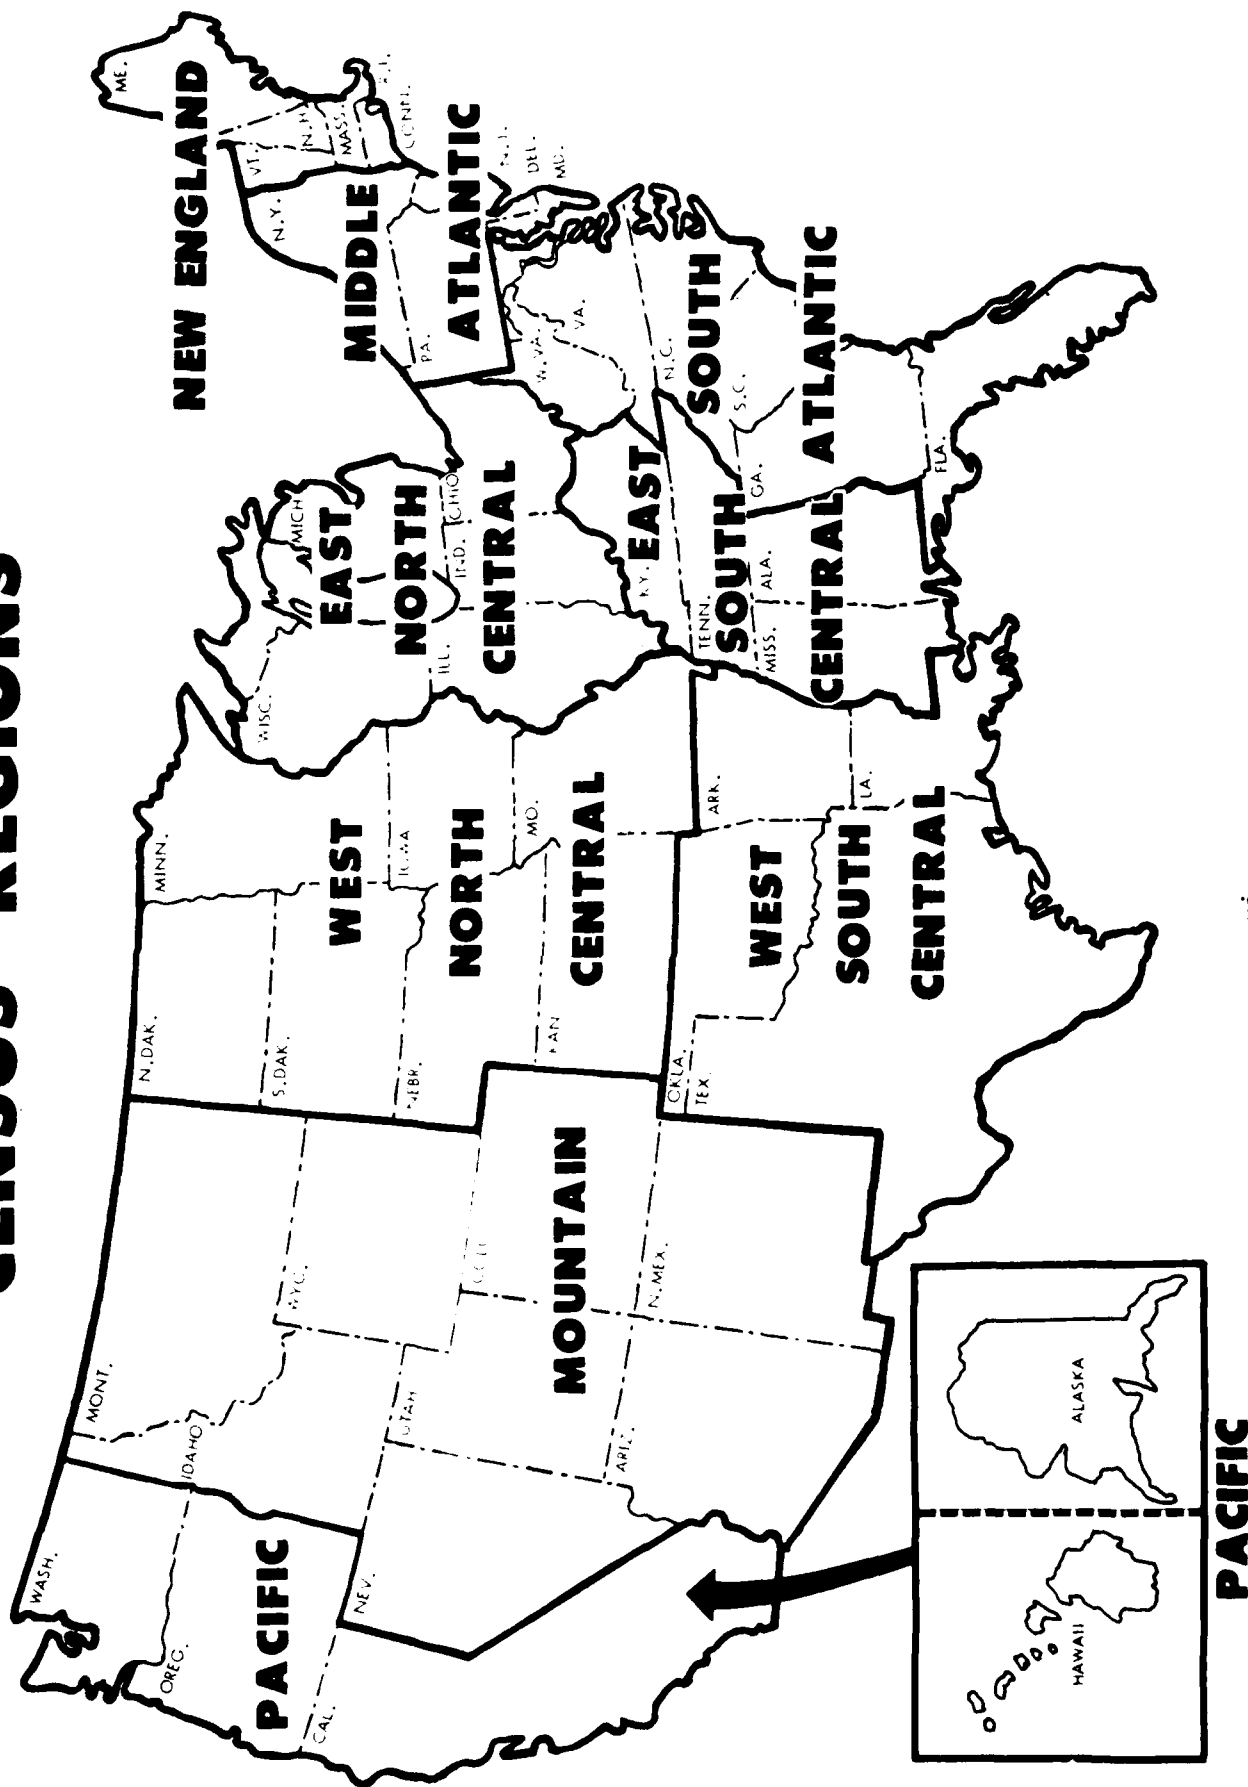 CENSUS REGIONS
WASH.
MONT.
N.DAK.
MINN.
ME.
NEW ENGLAND
OREG.
IDAHO
S.DAK.
WISC.
MICH
VT.
N.H.
N.Y.
MASS.
R.I.
CONN.
PACIFIC
WYO.
WEST
NORTH
CENTRAL
EAST
NORTH
CENTRAL
MIDDLE
ATLANTIC
CAL.
NEV.
UTAH
NEBR.
IOWA
ILL.
IND.
OHIO
PA.
N.J.
DEL.
MD.
MOUNTAIN
KAN
MO.
KY.
W.VA.
VA.
ARIZ.
N.MEX.
OKLA.
TEX.
ARK.
TENN.
N.C.
EAST
SOUTH
CENTRAL
SOUTH
ATLANTIC
WEST
SOUTH
CENTRAL
LA.
MISS.
ALA.
GA.
S.C.
FLA.
HAWAII
ALASKA
PACIFIC